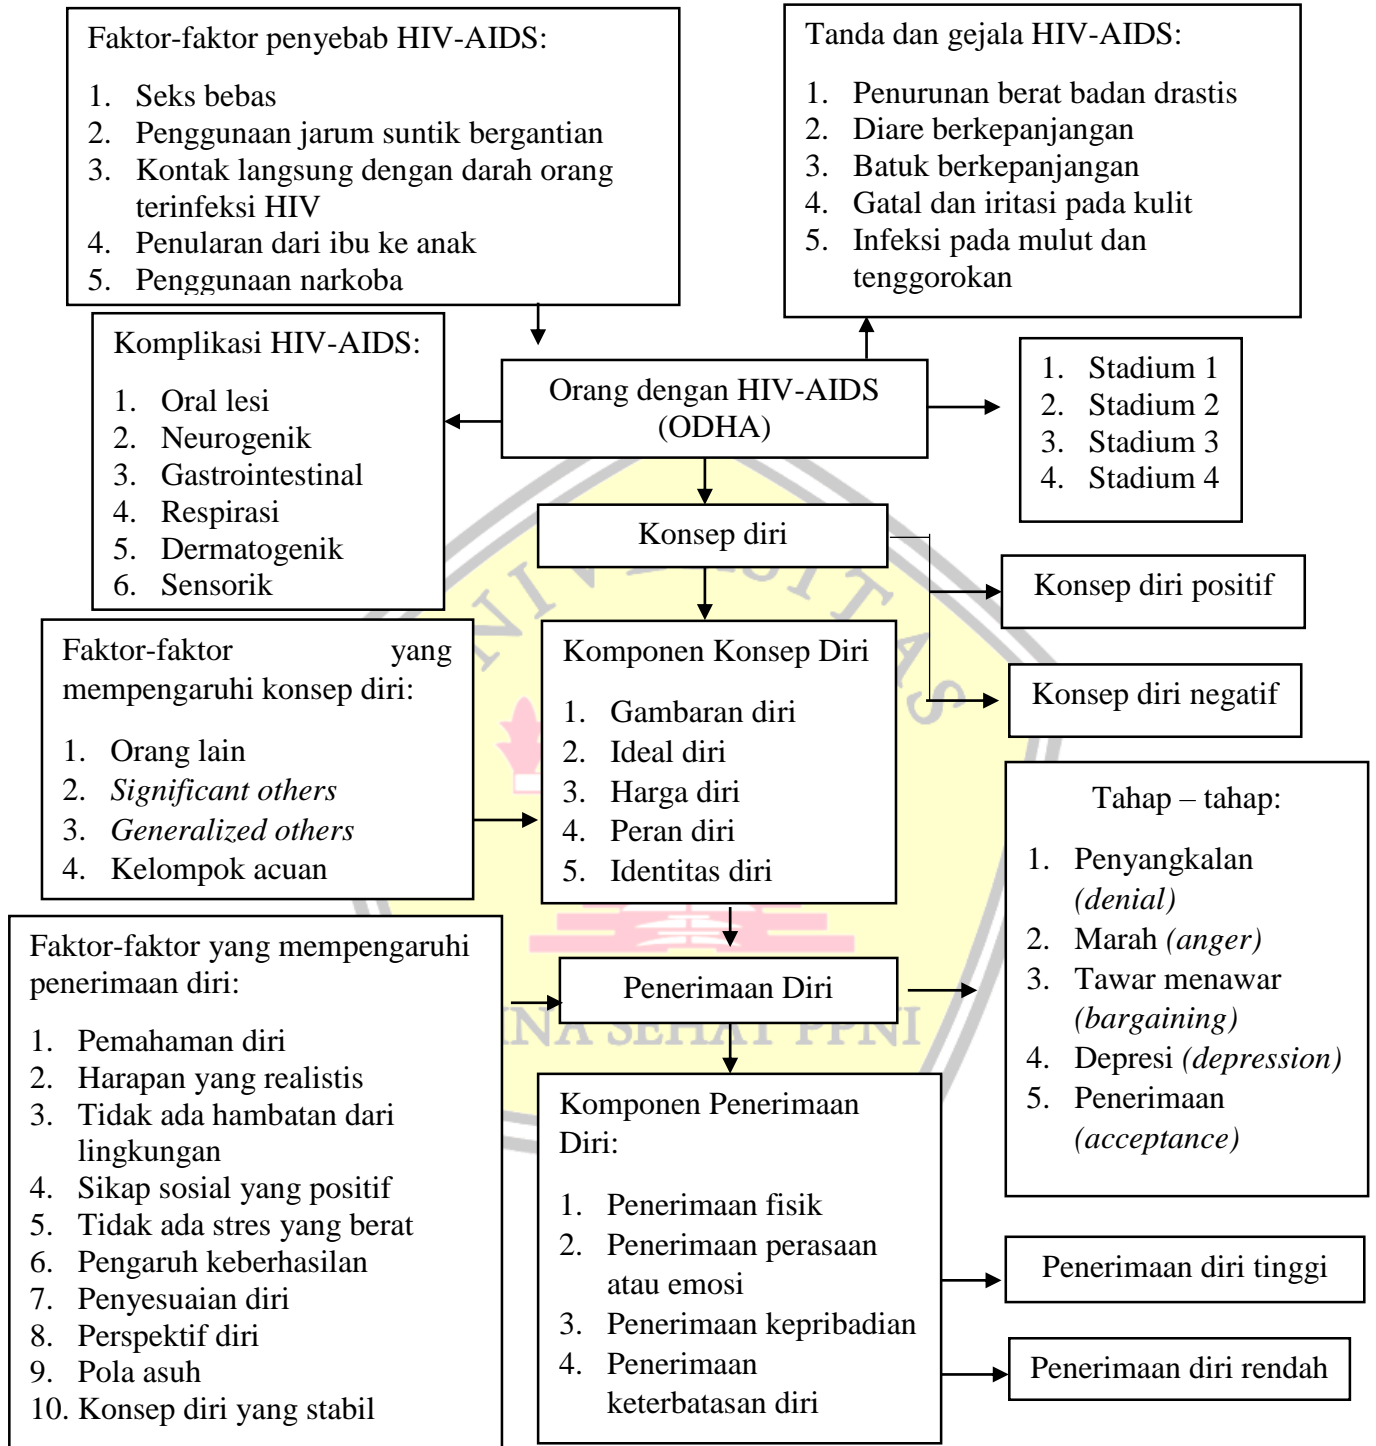 Faktor-faktor penyebab HIV-AIDS:
1. Seks bebas
2. Penggunaan jarum suntik bergantian
3. Kontak langsung dengan darah orang
terinfeksi HIV
4. Penularan dari ibu ke anak
5. Penggunaan narkoba
Tanda dan gejala HIV-AIDS:
1. Penurunan berat badan drastis
2. Diare berkepanjangan
3. Batuk berkepanjangan
4. Gatal dan iritasi pada kulit
5. Infeksi pada mulut dan
tenggorokan
Komplikasi HIV-AIDS:
1. Oral lesi
2. Neurogenik
3. Gastrointestinal
4. Respirasi
5. Dermatogenik
6. Sensorik
Orang dengan HIV-AIDS
(ODHA)
1. Stadium 1
2. Stadium 2
3. Stadium 3
4. Stadium 4
Konsep diri
Konsep diri positif
Konsep diri negatif
Faktor-faktor yang
mempengaruhi konsep diri:
1. Orang lain
2. Significant others
3. Generalized others
4. Kelompok acuan
Komponen Konsep Diri
1. Gambaran diri
2. Ideal diri
3. Harga diri
4. Peran diri
5. Identitas diri
Tahap – tahap:
1. Penyangkalan
(denial)
2. Marah (anger)
3. Tawar menawar
(bargaining)
4. Depresi (depression)
5. Penerimaan
(acceptance)
Faktor-faktor yang mempengaruhi
penerimaan diri:
1. Pemahaman diri
2. Harapan yang realistis
3. Tidak ada hambatan dari
lingkungan
4. Sikap sosial yang positif
5. Tidak ada stres yang berat
6. Pengaruh keberhasilan
7. Penyesuaian diri
8. Perspektif diri
9. Pola asuh
10. Konsep diri yang stabil
Penerimaan Diri
Komponen Penerimaan
Diri:
1. Penerimaan fisik
2. Penerimaan perasaan
atau emosi
3. Penerimaan kepribadian
4. Penerimaan
keterbatasan diri
Penerimaan diri tinggi
Penerimaan diri rendah
SEHAT PPNI